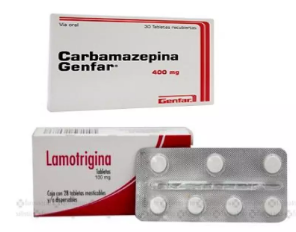 Vía oral
30 Tabletas recubiertas
Carbamazepina
Genfar®
400 mg
Genfar
Lamotrigina
Tabletas
100 mg
Caja con 28 tabletas masticables
y/o dispersables